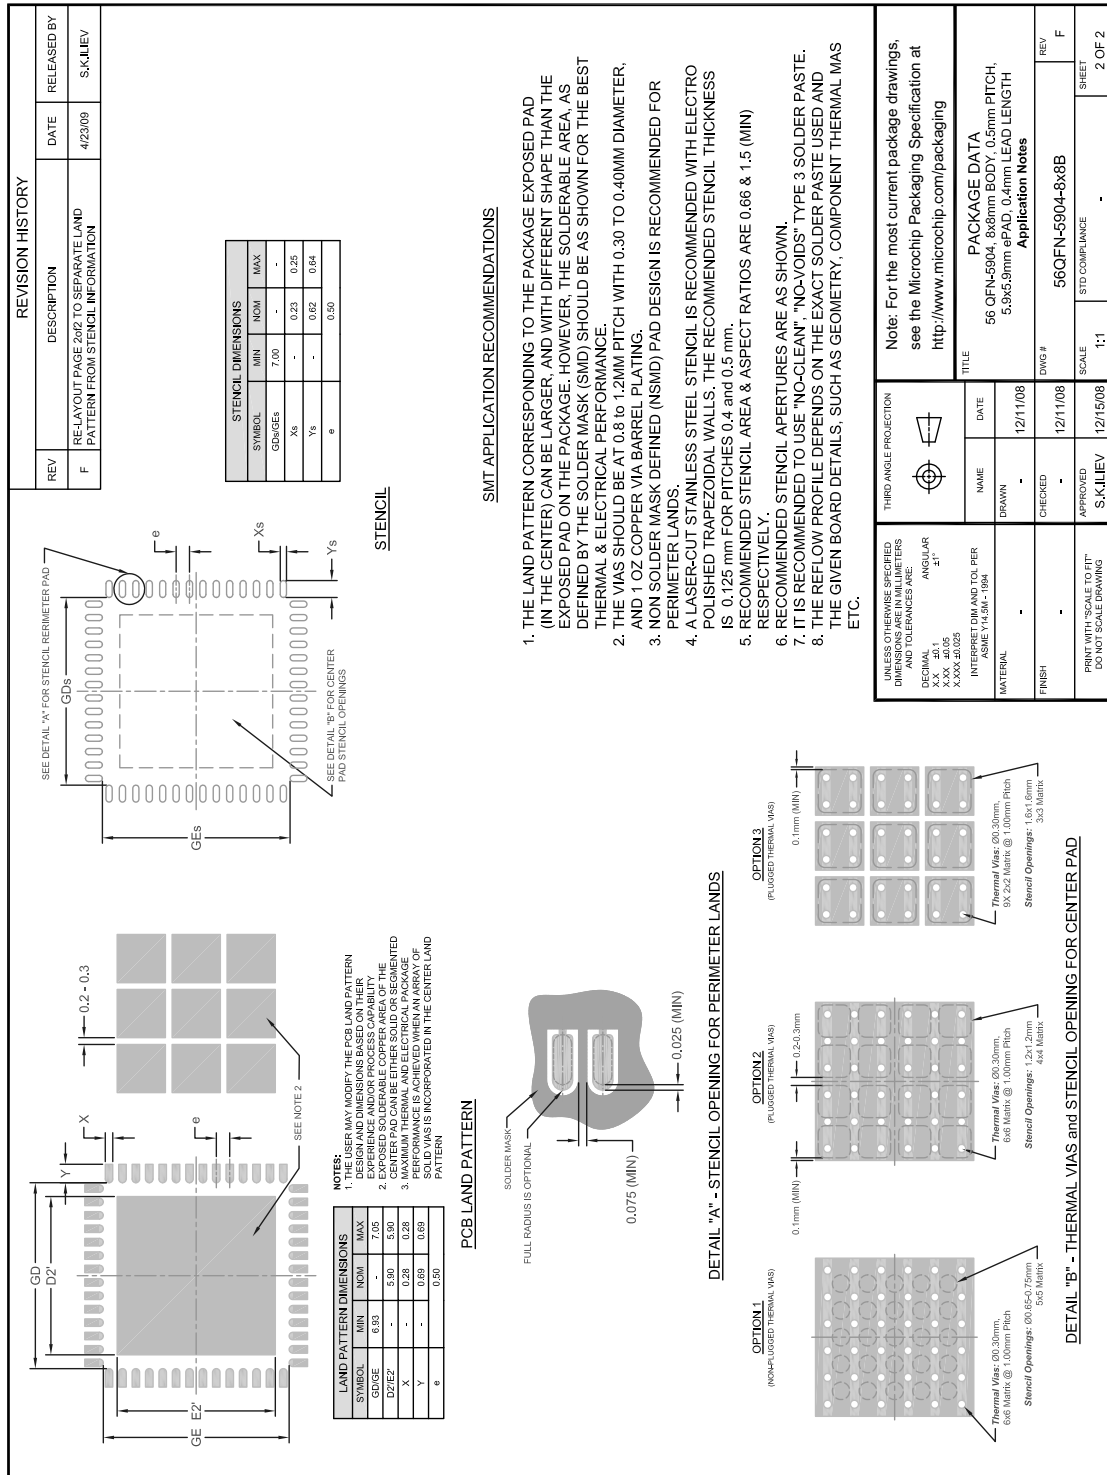 REVISION HISTORY
REV
DESCRIPTION
DATE
RELEASED BY
F
RE-LAYOUT PAGE 2of2 TO SEPARATE LAND
PATTERN FROM STENCIL INFORMATION
4/23/09
S.K.ILIEV
GD
D2'
Y
X
e
GE
E2'
0.2 - 0.3
SEE NOTE 2
LAND PATTERN DIMENSIONS
SYMBOL MIN NOM MAX
GD/GE 6.93 - 7.05
D2'/E2' - 5.90 5.90
X - 0.28 0.28
Y - 0.69 0.69
e 0.50
NOTES:
1. THE USER MAY MODIFY THE PCB LAND PATTERN
DESIGN AND DIMENSIONS BASED ON THEIR
EXPERIENCE AND/OR PROCESS CAPABILITY
2. EXPOSED SOLDERABLE COPPER AREA OF THE
CENTER PAD CAN BE EITHER SOLID OR SEGMENTED
3. MAXIMUM THERMAL AND ELECTRICAL PACKAGE
PERFORMANCE IS ACHIEVED WHEN AN ARRAY OF
SOLID VIAS IS INCORPORATED IN THE CENTER LAND
PATTERN
PCB LAND PATTERN
SEE DETAIL "A" FOR STENCIL RERIMETER PAD
GDs
e
Xs
Ys
GEs
SEE DETAIL "B" FOR CENTER
PAD STENCIL OPENINGS
STENCIL
STENCIL DIMENSIONS
SYMBOL MIN NOM MAX
GDs/GEs 7.00 - -
Xs - 0.23 0.25
Ys - 0.62 0.64
e 0.50
SOLDER MASK
FULL RADIUS IS OPTIONAL
0.075 (MIN)
0.025 (MIN)
DETAIL "A" - STENCIL OPENING FOR PERIMETER LANDS
SMT APPLICATION RECOMMENDATIONS
1. THE LAND PATTERN CORRESPONDING TO THE PACKAGE EXPOSED PAD
(IN THE CENTER) CAN BE LARGER, AND WITH DIFFERENT SHAPE THAN THE
EXPOSED PAD ON THE PACKAGE. HOWEVER, THE SOLDERABLE AREA, AS
DEFINED BY THE SOLDER MASK (SMD) SHOULD BE AS SHOWN FOR THE BEST
THERMAL & ELECTRICAL PERFORMANCE.
2. THE VIAS SHOULD BE AT 0.8 to 1.2MM PITCH WITH 0.30 TO 0.40MM DIAMETER,
AND 1 OZ COPPER VIA BARREL PLATING.
3. NON SOLDER MASK DEFINED (NSMD) PAD DESIGN IS RECOMMENDED FOR
PERIMETER LANDS.
4. A LASER-CUT STAINLESS STEEL STENCIL IS RECOMMENDED WITH ELECTRO
POLISHED TRAPEZOIDAL WALLS. THE RECOMMENDED STENCIL THICKNESS
IS 0.125 mm FOR PITCHES 0.4 and 0.5 mm.
5. RECOMMENDED STENCIL AREA & ASPECT RATIOS ARE 0.66 & 1.5 (MIN)
RESPECTIVELY.
6. RECOMMENDED STENCIL APERTURES ARE AS SHOWN.
7. IT IS RECOMMENDED TO USE "NO-CLEAN", "NO-VOIDS" TYPE 3 SOLDER PASTE.
8. THE REFLOW PROFILE DEPENDS ON THE EXACT SOLDER PASTE USED AND
THE GIVEN BOARD DETAILS, SUCH AS GEOMETRY, COMPONENT THERMAL MAS
ETC.
OPTION 1
(NON-PLUGGED THERMAL VIAS)
Thermal Vias: Ø0.30mm,
6x6 Matrix @ 1.00mm Pitch
Stencil Openings: Ø0.65-0.75mm
5x5 Matrix
OPTION 2
(PLUGGED THERMAL VIAS)
0.1mm (MIN)
0.2-0.3mm
Thermal Vias: Ø0.30mm,
6x6 Matrix @ 1.00mm Pitch
Stencil Openings: 1.2x1.2mm
4x4 Matrix
OPTION 3
(PLUGGED THERMAL VIAS)
0.1mm (MIN)
Thermal Vias: Ø0.30mm,
9X 2x2 Matrix @ 1.00mm Pitch
Stencil Openings: 1.6x1.6mm
3x3 Matrix
DETAIL "B" - THERMAL VIAS and STENCIL OPENING FOR CENTER PAD
UNLESS OTHERWISE SPECIFIED
DIMENSIONS ARE IN MILLIMETERS
AND TOLERANCES ARE:
DECIMAL
X.X ±0.1
X.XX ±0.05
X.XXX ±0.025
ANGULAR
±1°
INTERPRET DIM AND TOL PER
ASME Y14.5M - 1994
MATERIAL
-
FINISH
-
PRINT WITH "SCALE TO FIT"
DO NOT SCALE DRAWING
THIRD ANGLE PROJECTION
NAME
DATE
DRAWN
-
12/11/08
CHECKED
-
12/11/08
APPROVED
S.K.ILIEV
12/15/08
Note: For the most current package drawings,
see the Microchip Packaging Specification at
http://www.microchip.com/packaging
TITLE
PACKAGE DATA
56 QFN-5904, 8x8mm BODY, 0.5mm PITCH,
5.9x5.9mm ePAD, 0.4mm LEAD LENGTH
Application Notes
DWG #
56QFN-5904-8x8B
REV
F
SCALE
1:1
STD COMPLIANCE
-
SHEET
2 OF 2